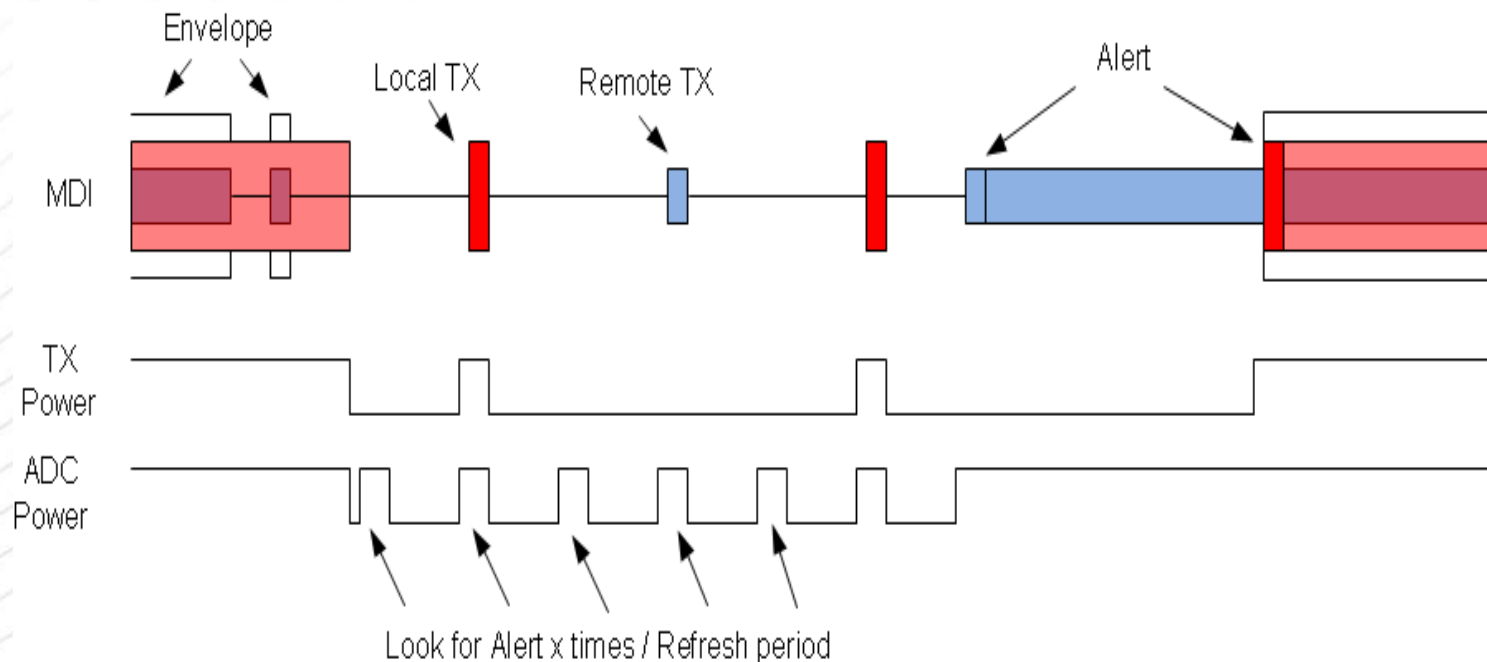 Envelope
Local TX
Remote TX
Alert
MDI
TX
Power
ADC
Power
Look for Alert x times / Refresh period